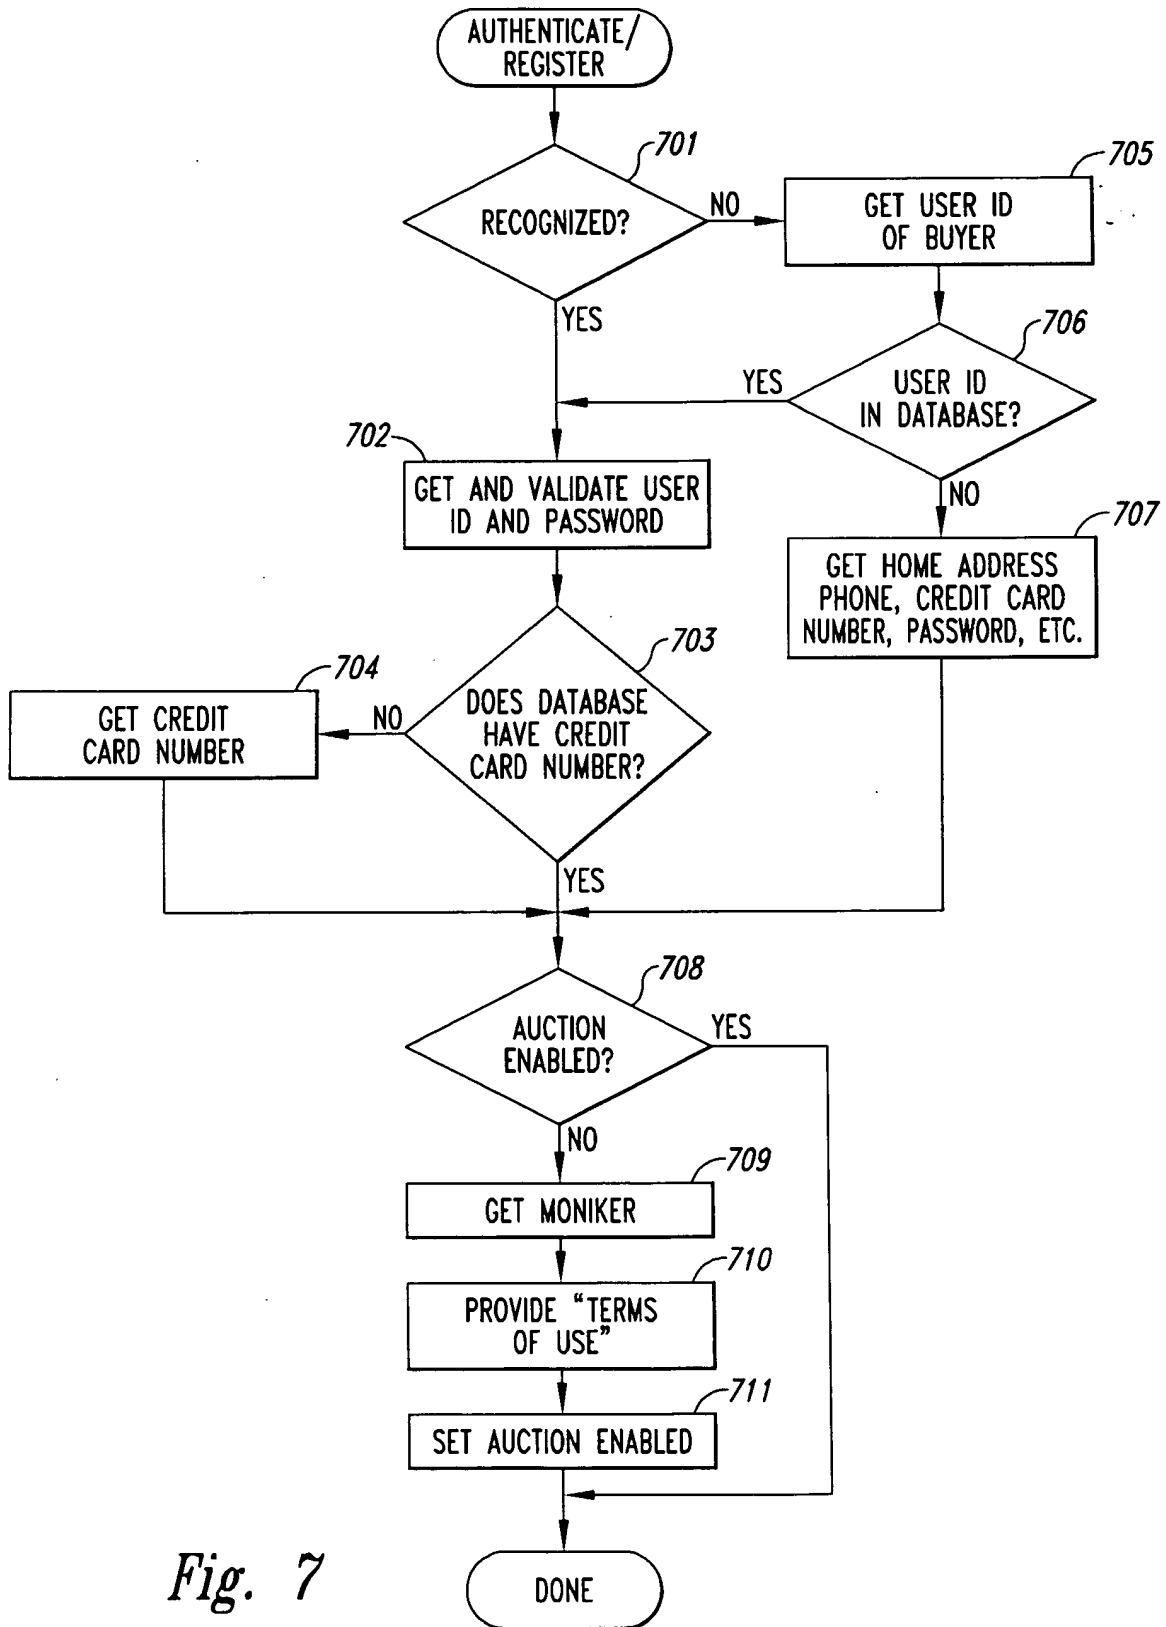 AUTHENTICATE/
REGISTER
701
RECOGNIZED?
NO
YES
705
GET USER ID
OF BUYER
706
USER ID
IN DATABASE?
YES
NO
702
GET AND VALIDATE USER
ID AND PASSWORD
707
GET HOME ADDRESS
PHONE, CREDIT CARD
NUMBER, PASSWORD, ETC.
703
DOES DATABASE
HAVE CREDIT
CARD NUMBER?
NO
YES
704
GET CREDIT
CARD NUMBER
708
AUCTION
ENABLED?
YES
NO
709
GET MONIKER
710
PROVIDE “TERMS
OF USE”
711
SET AUCTION ENABLED
DONE
Fig. 7